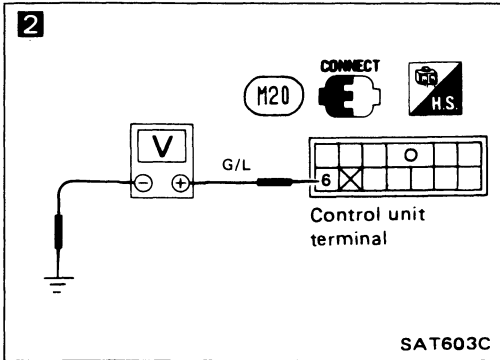 2
CONNECT
M20
H.S.
V
G/L
6
Control unit
terminal
SAT603C